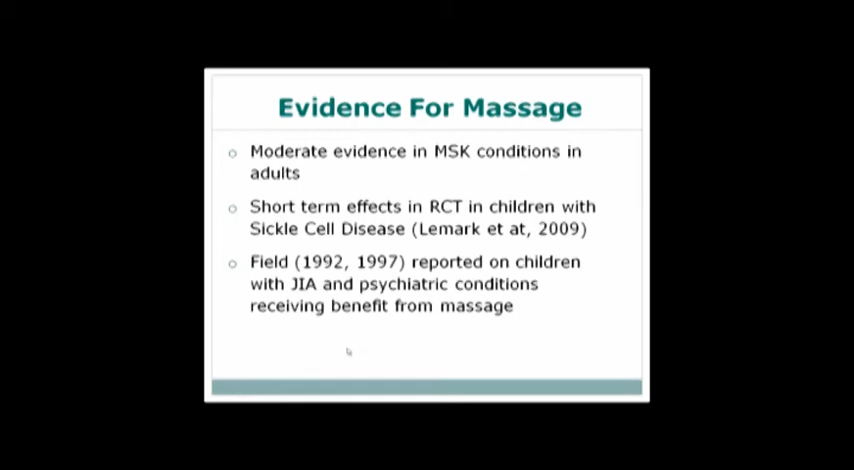 Evidence For Massage
Moderate evidence in MSK conditions in
adults
Short term effects in RCT in children with
Sickle Cell Disease (Lemark et at, 2009)
Field (1992, 1997) reported on children
with JIA and psychiatric conditions
receiving benefit from massage